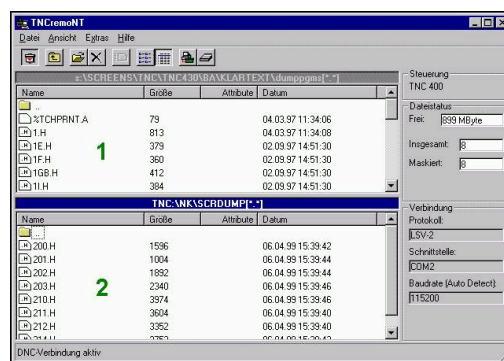 TNCremoNT
Datei Ansicht Extras Hilfe
s:\SCREENS\TNC\TNC430\BA\KLARTEXT\dumppgms[*.*]
Name Größe Attribute Datum
..
%TCHPRNT.A 79 04.03.97 11:34:06
1.H 813 04.03.97 11:34:08
1E.H 379 02.09.97 14:51:30
1F.H 360 02.09.97 14:51:30
1GB.H 412 02.09.97 14:51:30
1I.H 384 02.09.97 14:51:30
1
TNC:\NK\SCRDUMP[*.*]
Name Größe Attribute Datum
..
200.H 1596 06.04.99 15:39:42
201.H 1004 06.04.99 15:39:44
202.H 1892 06.04.99 15:39:44
203.H 2340 06.04.99 15:39:46
210.H 3974 06.04.99 15:39:46
211.H 3604 06.04.99 15:39:40
212.H 3352 06.04.99 15:39:40
2
Steuerung
TNC 400
Dateistatus
Frei: 899 MByte
Insgesamt: 8
Maskiert: 8
Verbindung
Protokoll:
LSV-2
Schnittstelle:
COM2
Baudrate (Auto Detect):
115200
DNC-Verbindung aktiv